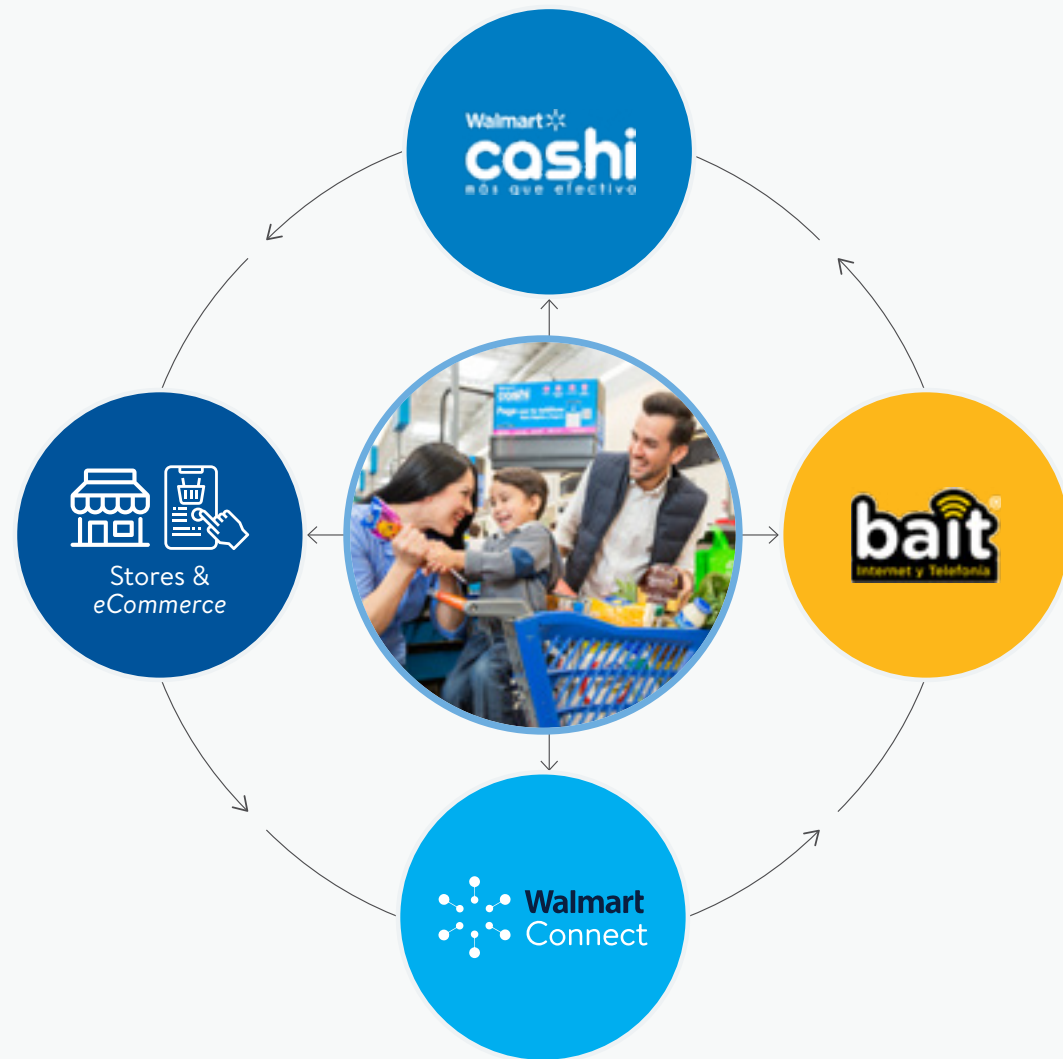 Walmart
cashi
más que efectivo
cashi
Stores &
eCommerce
bait
Internet y Telefonía
Walmart
Connect